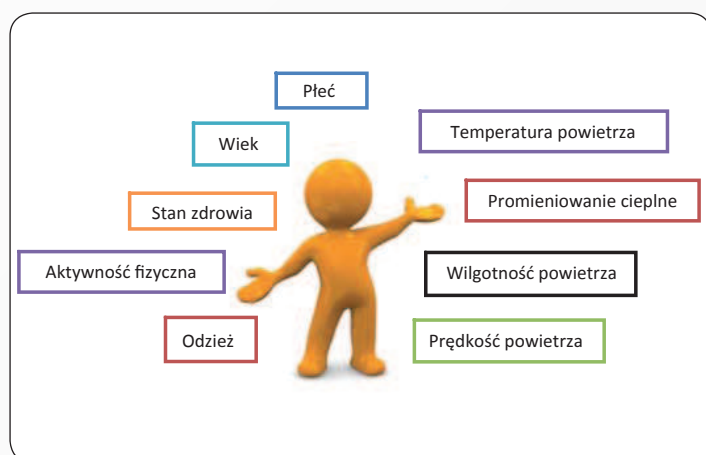 Płeć
Wiek
Stan zdrowia
Aktywność fizyczna
Odzież
Temperatura powietrza
Promieniowanie cieplne
Wilgotność powietrza
Prędkość powietrza